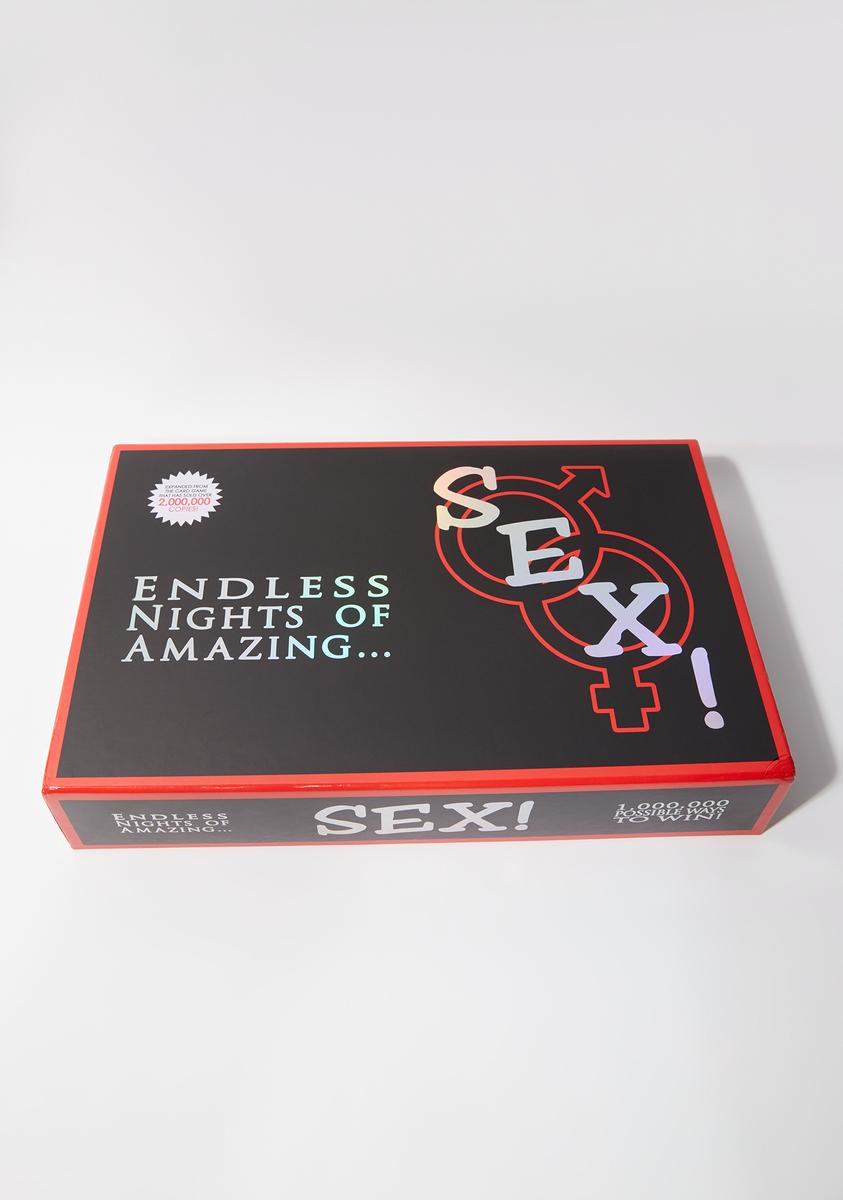 EXPANDED FROM
THE CARD GAME
THAT HAS SOLD OVER
2,000,000
COPIES!
ENDLESS
NIGHTS OF
AMAZING...
SEX!
ENDLESS
NIGHTS OF
AMAZING...
SEX!
1,000,000
POSSIBLE WAYS
TO WIN!